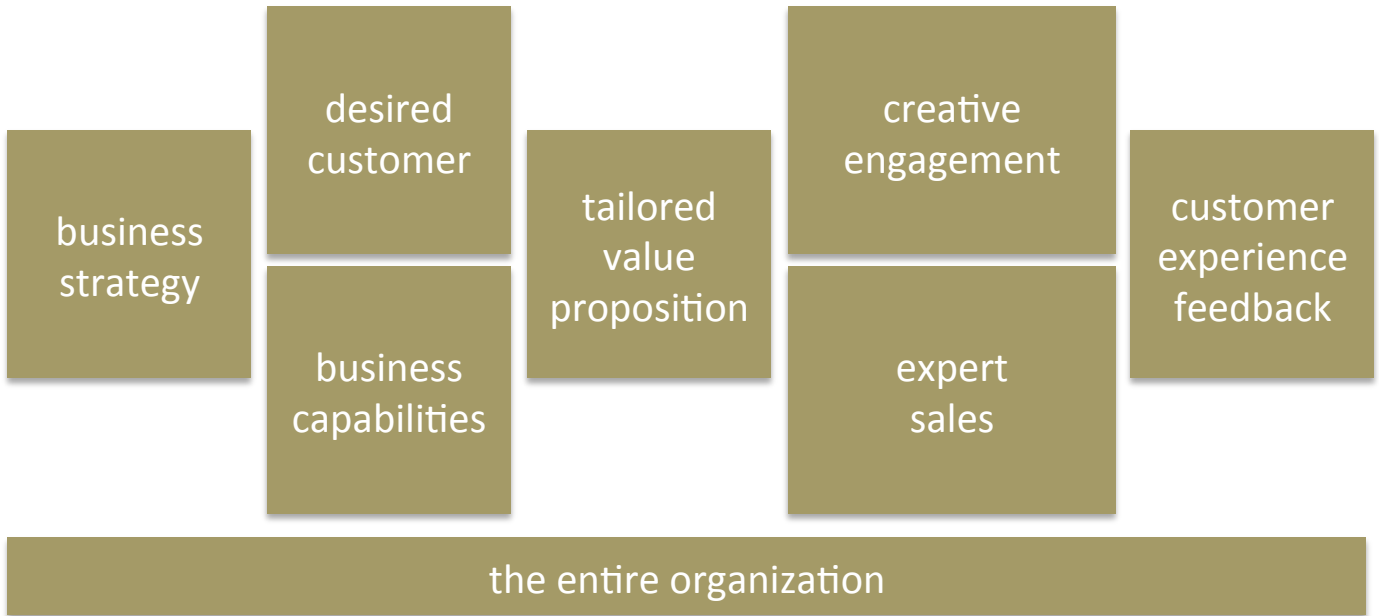 business
strategy
desired
customer
business
capabilities
tailored
value
proposition
creative
engagement
expert
sales
customer
experience
feedback
the entire organization